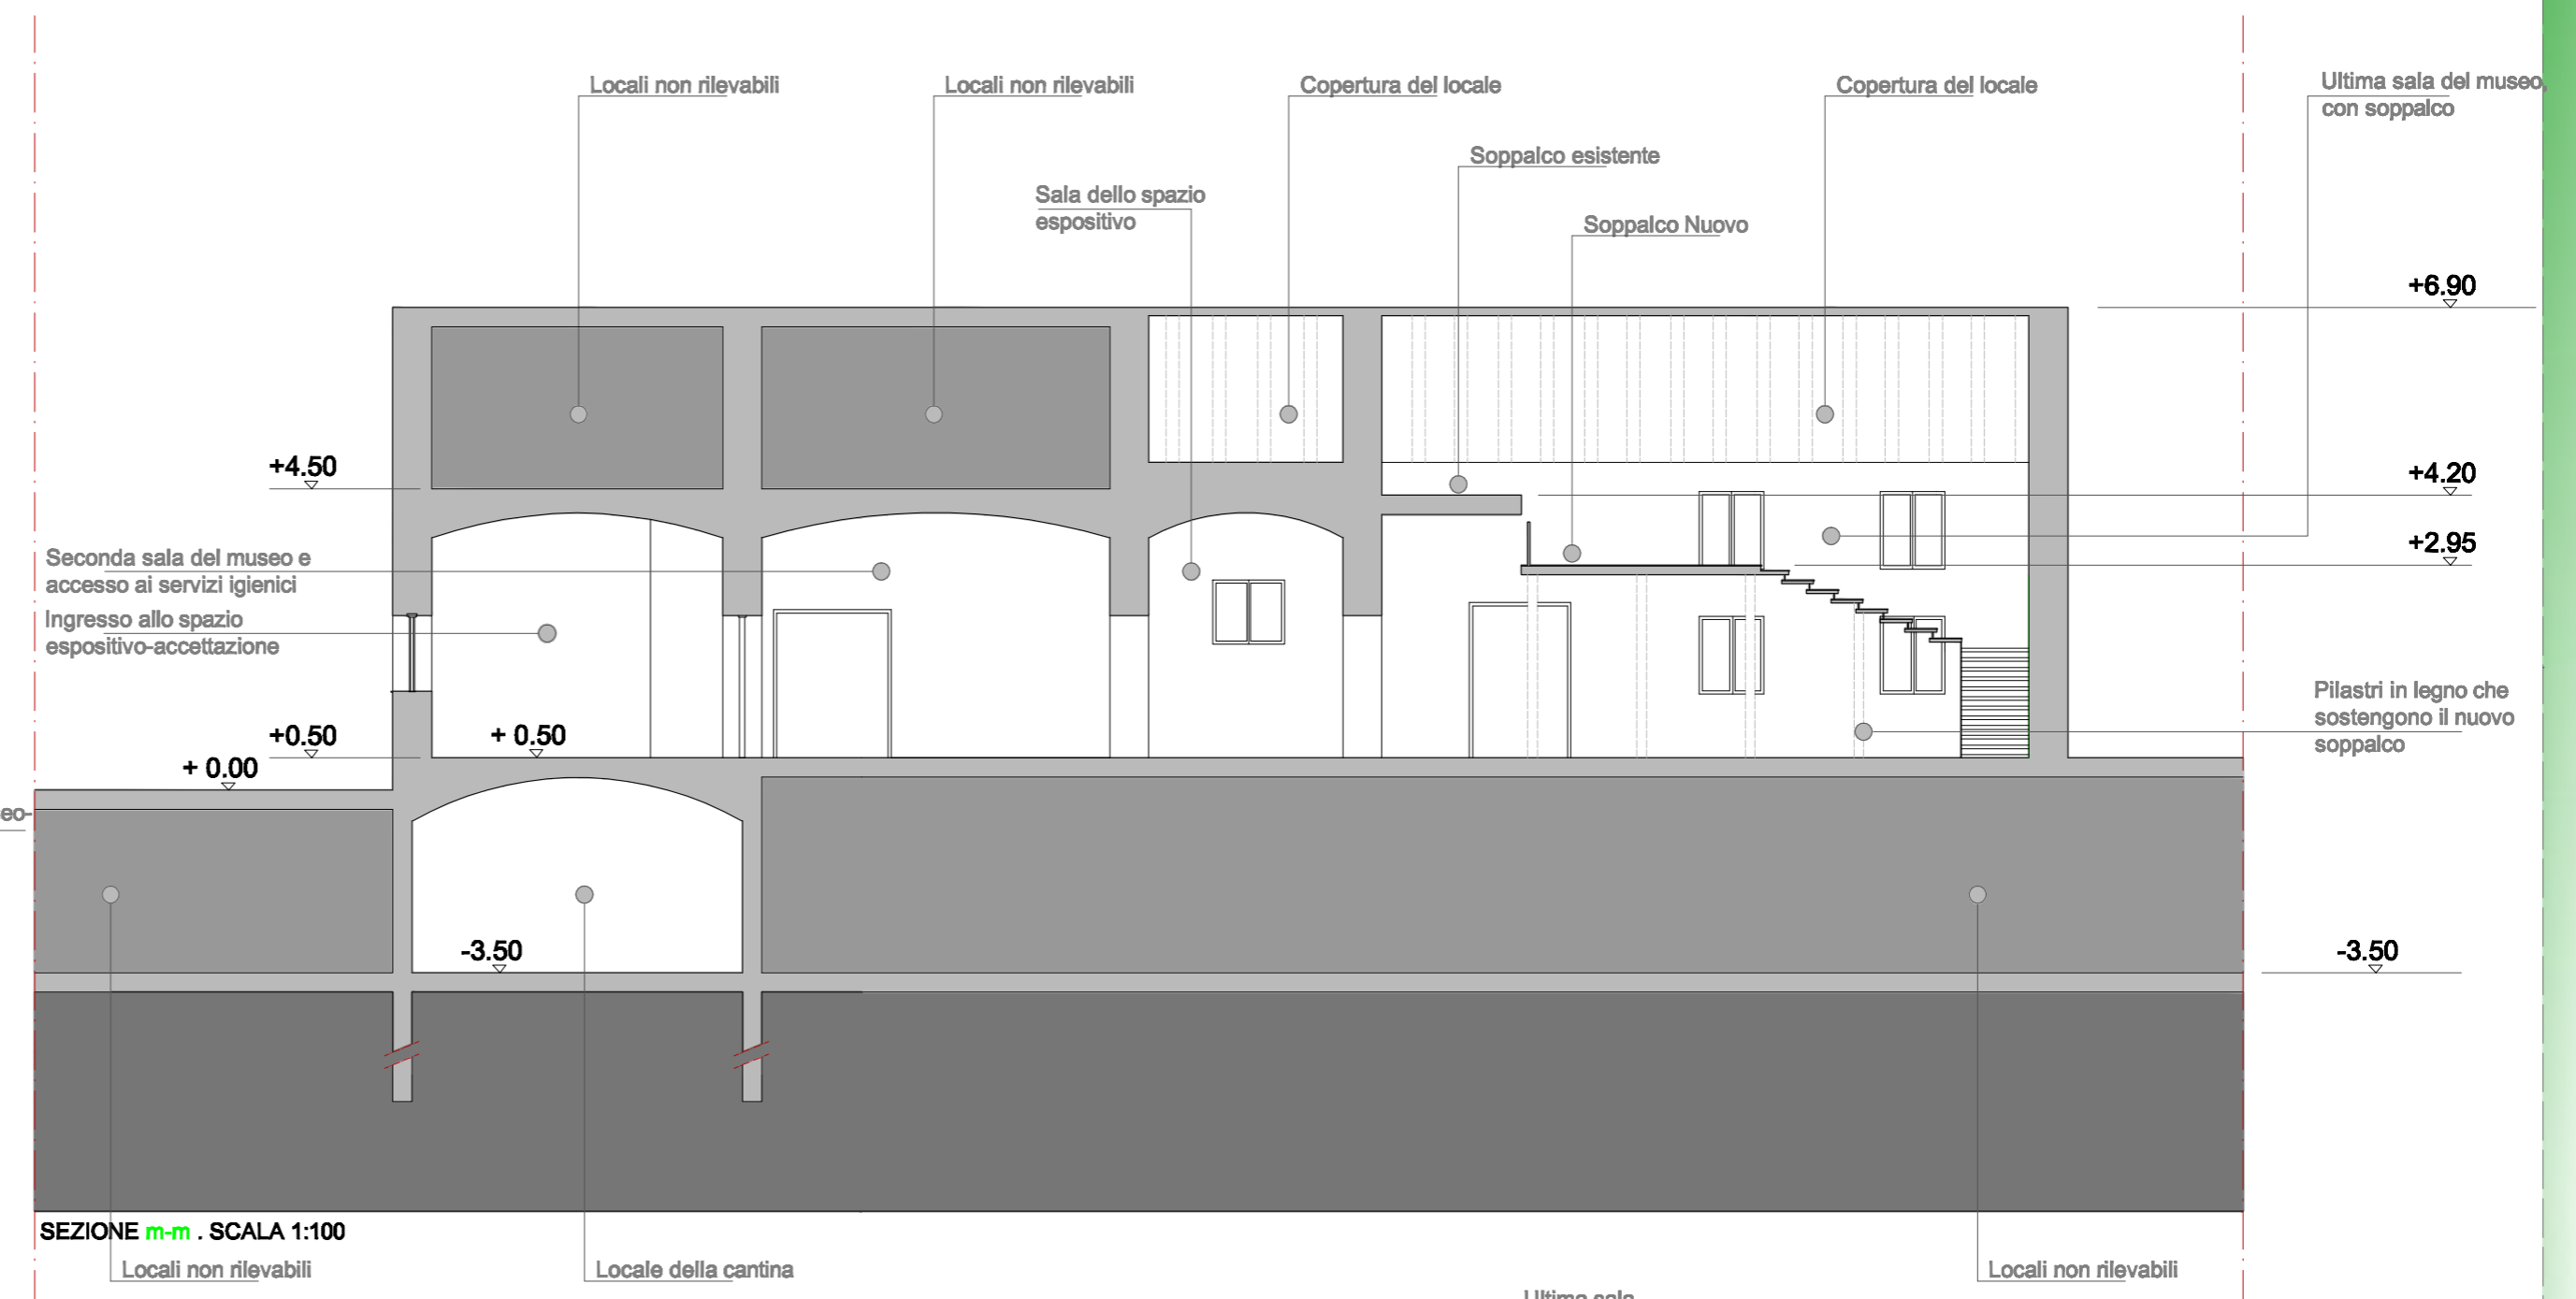 Locali non rilevabili
Locali non rilevabili
Copertura del locale
Copertura del locale
Ultima sala del museo,
con soppalco
Soppalco esistente
Sala dello spazio
espositivo
Soppalco Nuovo
+6.90
+4.50
+4.20
+2.95
Seconda sala del museo e
accesso ai servizi igienici
Ingresso allo spazio
espositivo-accettazione
Pilastri in legno che
sostengono il nuovo
soppalco
+0.50
+ 0.50
+ 0.00
eo-
-3.50
-3.50
SEZIONE m-m . SCALA 1:100
Locali non rilevabili
Locale della cantina
Locali non rilevabili
Ultima sala